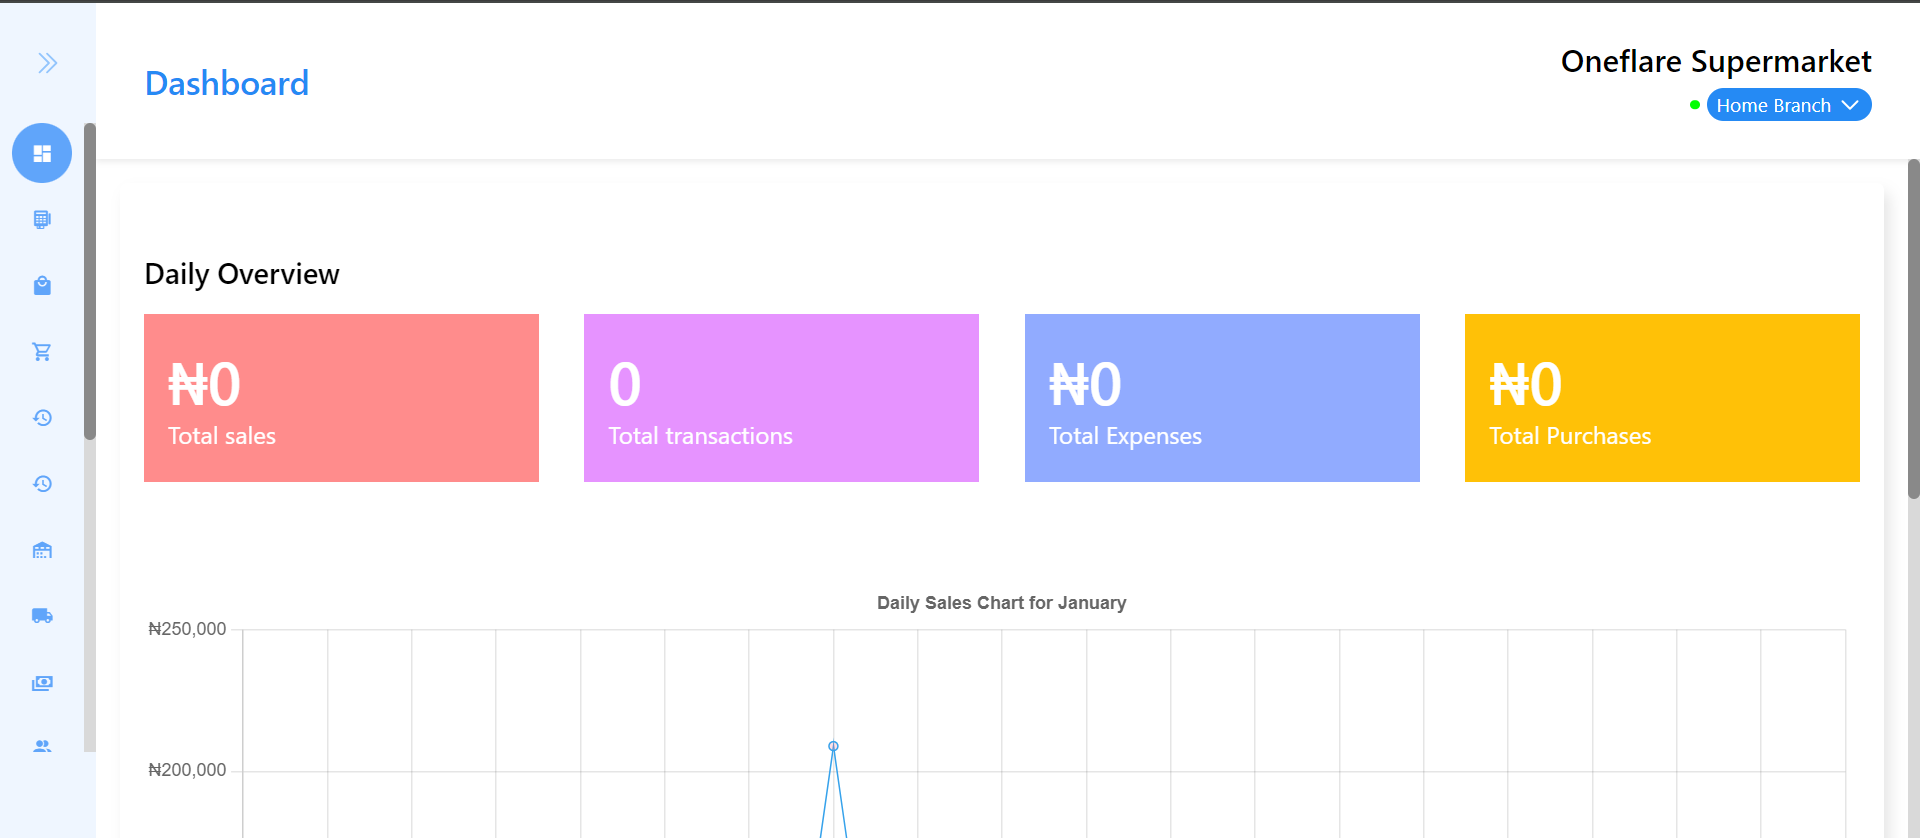 Dashboard
Oneflare Supermarket
Home Branch
Daily Overview
₦0
Total sales
0
Total transactions
₦0
Total Expenses
₦0
Total Purchases
Daily Sales Chart for January
₦250,000
₦200,000